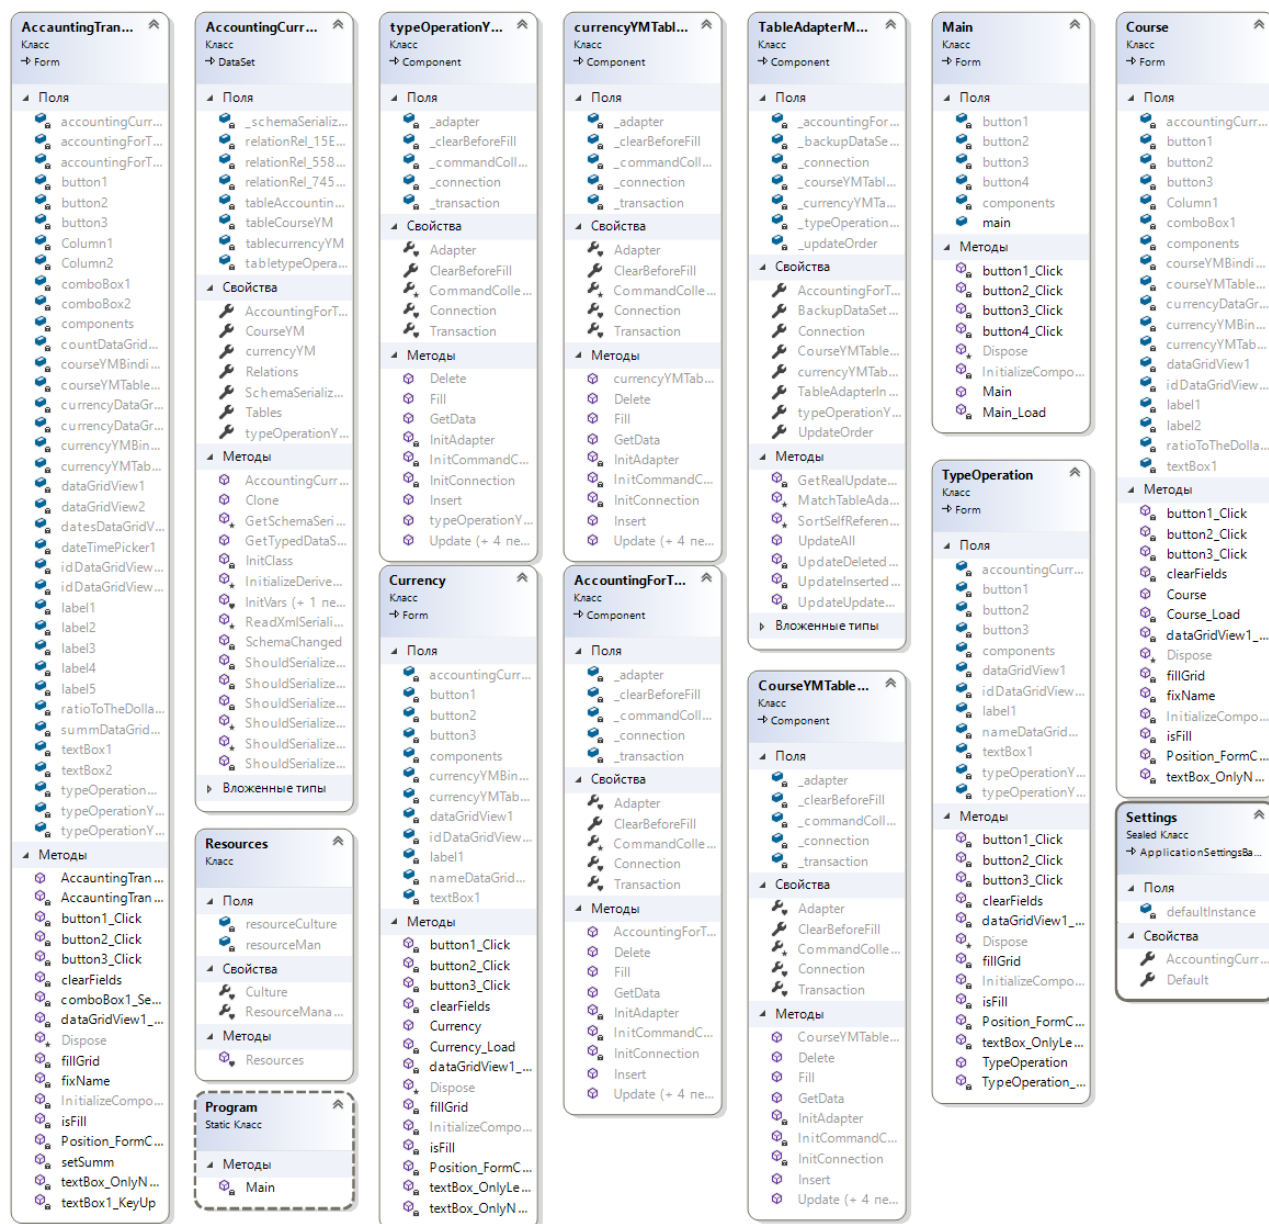 AccauntingTran...
Класс
Form
Поля
accountingCurr...
accountingForT...
accountingForT...
button1
button2
button3
Column1
Column2
comboBox1
comboBox2
components
countDataGrid...
courseYMBindi...
courseYMTable...
currencyDataGr...
currencyDataGr...
currencyYMBin...
currencyYMTab...
dataGridView1
dataGridView2
datesDataGridV...
dateTimePicker1
idDataGridView...
idDataGridView...
label1
label2
label3
label4
label5
ratioToTheDolla...
summDataGrid...
textBox1
textBox2
typeOperation...
typeOperationY...
typeOperationY...
Методы
AccauntingTran...
AccauntingTran...
button1_Click
button2_Click
button3_Click
clearFields
comboBox1_Se...
dataGridView1_...
Dispose
fillGrid
fixName
InitializeCompo...
isFill
Position_FormC...
setSumm
textBox_OnlyN...
textBox1_KeyUp
AccountingCurr...
Класс
DataSet
Поля
_schemaSerializ...
relationRel_15E...
relationRel_558...
relationRel_745...
tableAccountin...
tableCourseYM
tablecurrencyYM
tabletypeOpera...
Свойства
AccountingForT...
CourseYM
currencyYM
Relations
SchemaSerializ...
Tables
typeOperationY...
Методы
AccountingCurr...
Clone
GetSchemaSeri...
GetTypedDataS...
InitClass
InitializeDerive...
InitVars (+ 1 пе...
ReadXmlSeriali...
SchemaChanged
ShouldSerialize...
ShouldSerialize...
ShouldSerialize...
ShouldSerialize...
ShouldSerialize...
ShouldSerialize...
Вложенные типы
Resources
Класс
Поля
resourceCulture
resourceMan
Свойства
Culture
ResourceMana...
Методы
Resources
Program
Static Класс
Методы
Main
typeOperationY...
Класс
Component
Поля
_adapter
_clearBeforeFill
_commandColl...
_connection
_transaction
Свойства
Adapter
ClearBeforeFill
CommandColle...
Connection
Transaction
Методы
Delete
Fill
GetData
InitAdapter
InitCommandC...
InitConnection
Insert
typeOperationY...
Update (+ 4 пе...
Currency
Класс
Form
Поля
accountingCurr...
button1
button2
button3
components
currencyYMBin...
currencyYMTab...
dataGridView1
idDataGridView...
label1
nameDataGrid...
textBox1
Методы
button1_Click
button2_Click
button3_Click
clearFields
Currency
Currency_Load
dataGridView1_...
Dispose
fillGrid
InitializeCompo...
isFill
Position_FormC...
textBox_OnlyLe...
textBox_OnlyN...
currencyYMTabl...
Класс
Component
Поля
_adapter
_clearBeforeFill
_commandColl...
_connection
_transaction
Свойства
Adapter
ClearBeforeFill
CommandColle...
Connection
Transaction
Методы
currencyYMTab...
Delete
Fill
GetData
InitAdapter
InitCommandC...
InitConnection
Insert
Update (+ 4 пе...
AccountingForT...
Класс
Component
Поля
_adapter
_clearBeforeFill
_commandColl...
_connection
_transaction
Свойства
Adapter
ClearBeforeFill
CommandColle...
Connection
Transaction
Методы
AccountingForT...
Delete
Fill
GetData
InitAdapter
InitCommandC...
InitConnection
Insert
Update (+ 4 пе...
TableAdapterM...
Класс
Component
Поля
_accountingFor...
_backupDataSe...
_connection
_courseYMTabl...
_currencyYMTa...
_typeOperation...
_updateOrder
Свойства
AccountingForT...
BackupDataSet...
Connection
CourseYMTable...
currencyYMTab...
TableAdapterIn...
typeOperationY...
UpdateOrder
Методы
GetRealUpdate...
MatchTableAda...
SortSelfReferen...
UpdateAll
UpdateDeleted...
UpdateInserted...
UpdateUpdate...
Вложенные типы
CourseYMTable...
Класс
Component
Поля
_adapter
_clearBeforeFill
_commandColl...
_connection
_transaction
Свойства
Adapter
ClearBeforeFill
CommandColle...
Connection
Transaction
Методы
CourseYMTable...
Delete
Fill
GetData
InitAdapter
InitCommandC...
InitConnection
Insert
Update (+ 4 пе...
Main
Класс
Form
Поля
button1
button2
button3
button4
components
main
Методы
button1_Click
button2_Click
button3_Click
button4_Click
Dispose
InitializeCompo...
Main
Main_Load
TypeOperation
Класс
Form
Поля
accountingCurr...
button1
button2
button3
components
dataGridView1
idDataGridView...
label1
nameDataGrid...
textBox1
typeOperationY...
typeOperationY...
Методы
button1_Click
button2_Click
button3_Click
clearFields
dataGridView1_...
Dispose
fillGrid
InitializeCompo...
isFill
Position_FormC...
textBox_OnlyLe...
TypeOperation
TypeOperation_...
Course
Класс
Form
Поля
accountingCurr...
button1
button2
button3
Column1
comboBox1
components
courseYMBindi...
courseYMTable...
currencyDataGr...
currencyYMBin...
currencyYMTab...
dataGridView1
idDataGridView...
label1
label2
ratioToTheDolla...
textBox1
Методы
button1_Click
button2_Click
button3_Click
clearFields
Course
Course_Load
dataGridView1_...
Dispose
fillGrid
fixName
InitializeCompo...
isFill
Position_FormC...
textBox_OnlyN...
Settings
Sealed Класс
ApplicationSettingsBa...
Поля
defaultInstance
Свойства
AccountingCurr...
Default